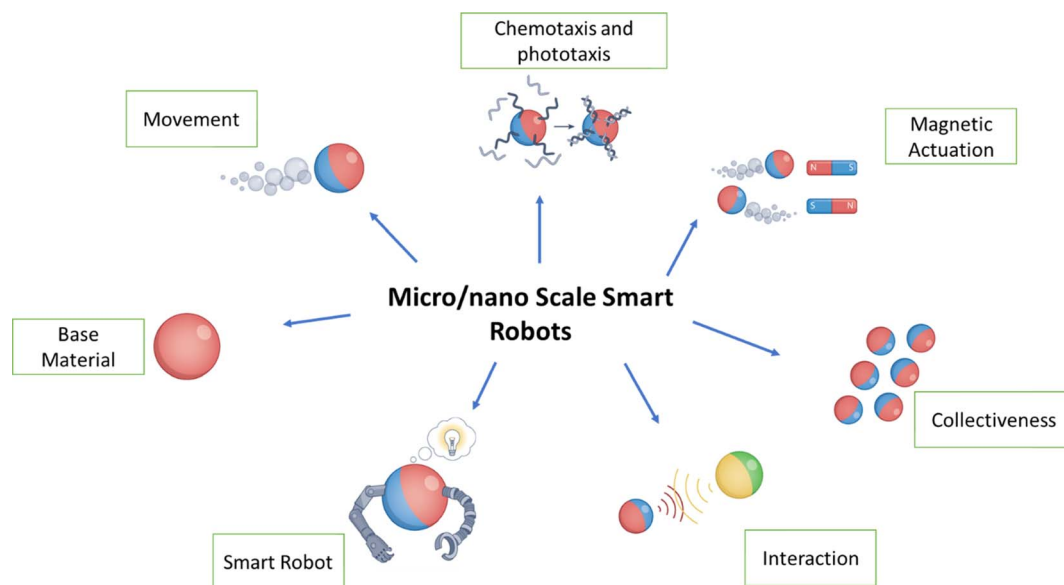 Chemotaxis and
phototaxis
Movement
Magnetic
Actuation
N S
S N
Micro/nano Scale Smart
Robots
Base
Material
Collectiveness
Smart Robot
Interaction